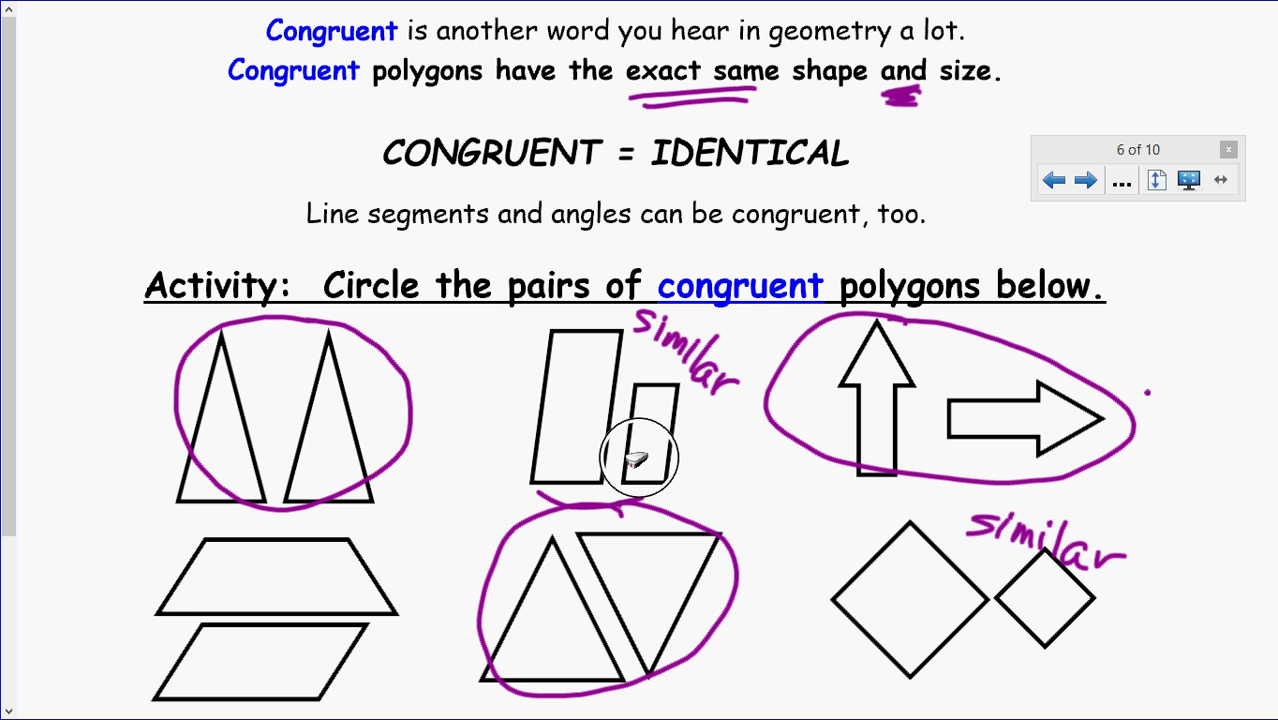 Congruent is another word you hear in geometry a lot.
Congruent polygons have the exact same shape and size.
CONGRUENT = IDENTICAL
6 of 10
Line segments and angles can be congruent, too.
Activity: Circle the pairs of congruent polygons below.
similar
similar